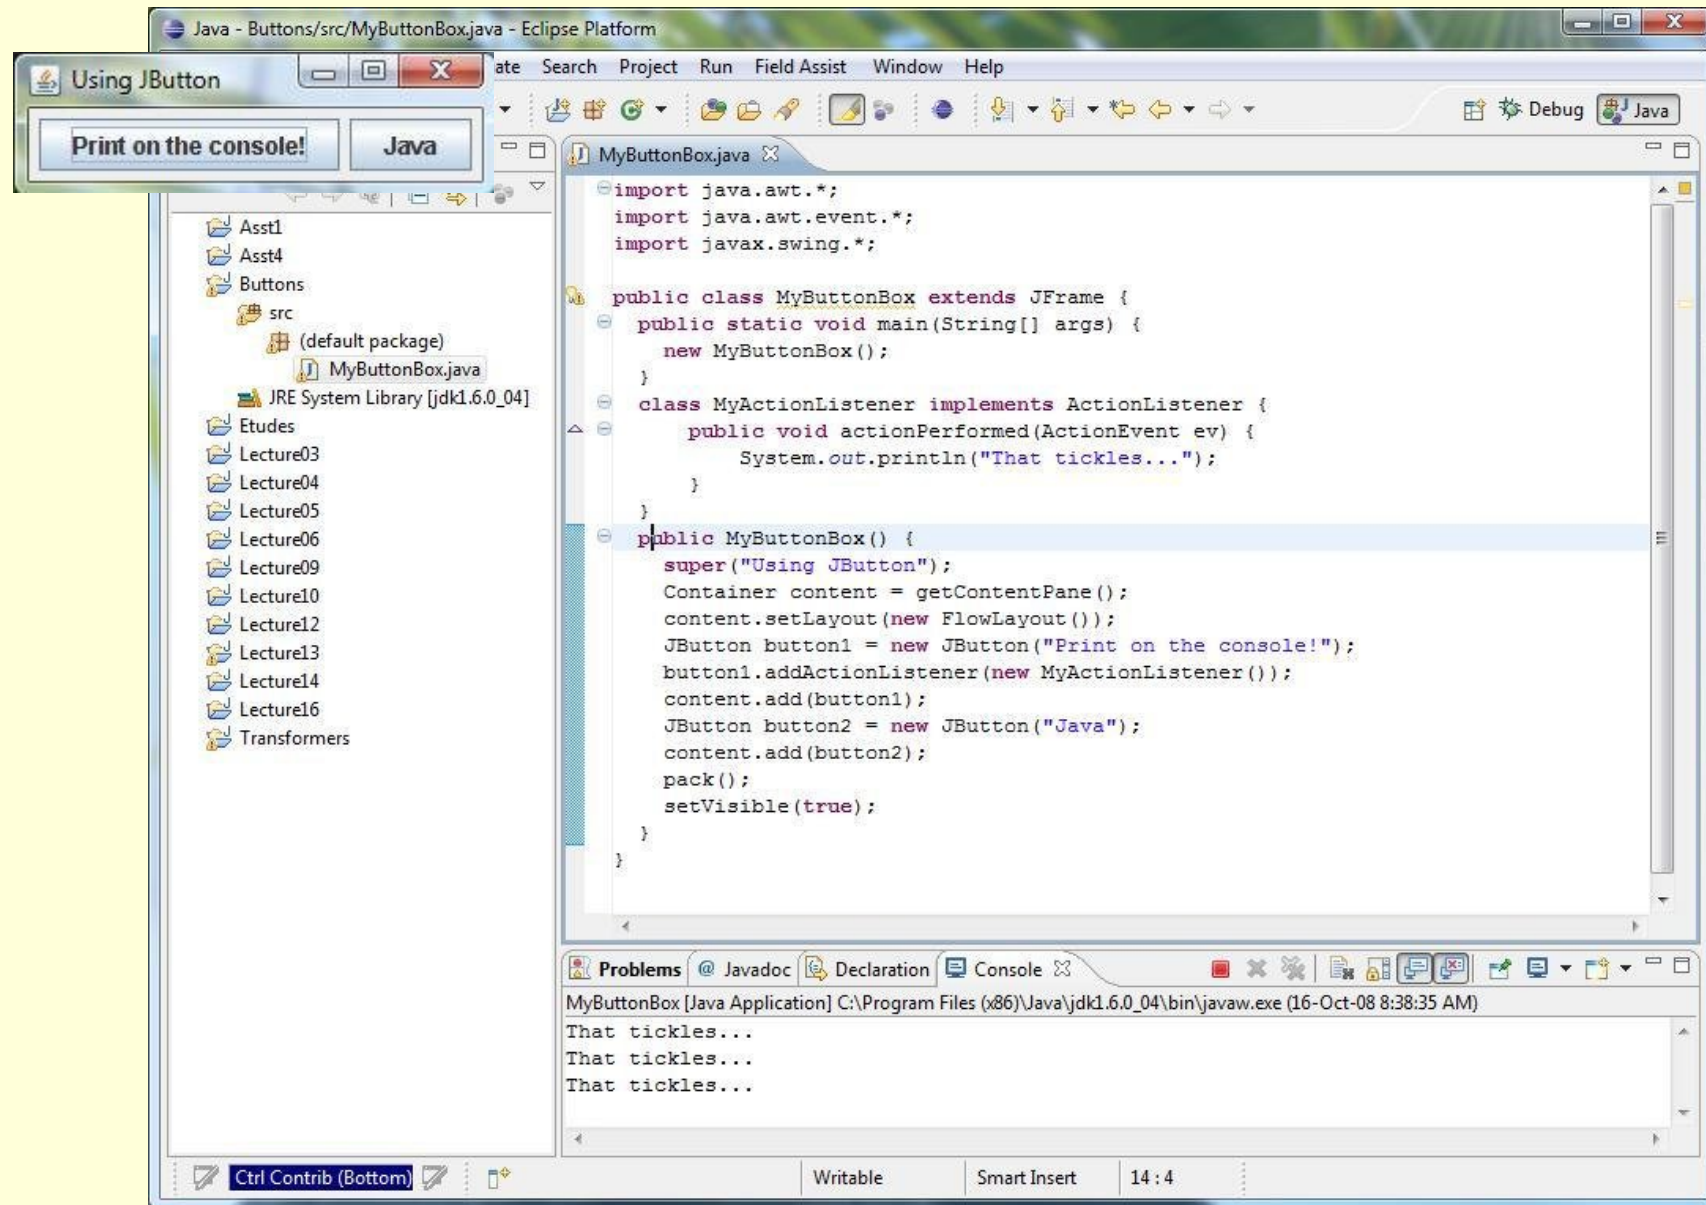 Java - Buttons/src/MyButtonBox.java - Eclipse Platform
Using JButton
ate Search Project Run Field Assist Window Help
Print on the console! Java
Debug Java
MyButtonBox.java
Asst1
Asst4
Buttons
src
(default package)
MyButtonBox.java
JRE System Library [jdk1.6.0_04]
Etudes
Lecture03
Lecture04
Lecture05
Lecture06
Lecture09
Lecture10
Lecture12
Lecture13
Lecture14
Lecture16
Transformers
import java.awt.*;
import java.awt.event.*;
import javax.swing.*;
public class MyButtonBox extends JFrame {
public static void main(String[] args) {
new MyButtonBox();
}
class MyActionListener implements ActionListener {
public void actionPerformed(ActionEvent ev) {
System.out.println("That tickles...");
}
}
public MyButtonBox() {
super("Using JButton");
Container content = getContentPane();
content.setLayout(new FlowLayout());
JButton button1 = new JButton("Print on the console!");
button1.addActionListener(new MyActionListener());
content.add(button1);
JButton button2 = new JButton("Java");
content.add(button2);
pack();
setVisible(true);
}
}
Problems @ Javadoc Declaration Console
MyButtonBox [Java Application] C:\Program Files (x86)\Java\jdk1.6.0_04\bin\javaw.exe (16-Oct-08 8:38:35 AM)
That tickles...
That tickles...
That tickles...
Ctrl Contrib (Bottom) Writable Smart Insert 14 : 4